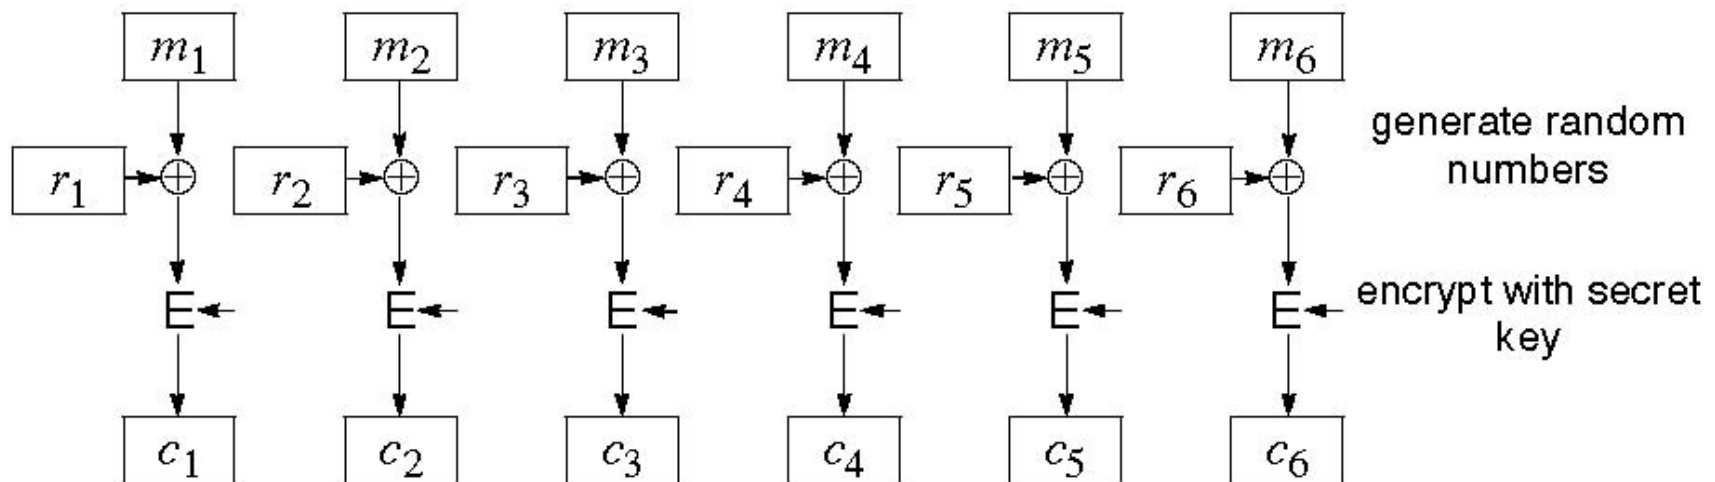 m1 m2 m3 m4 m5 m6
generate random
numbers
r1 r2 r3 r4 r5 r6
E E E E E E
encrypt with secret
key
c1 c2 c3 c4 c5 c6